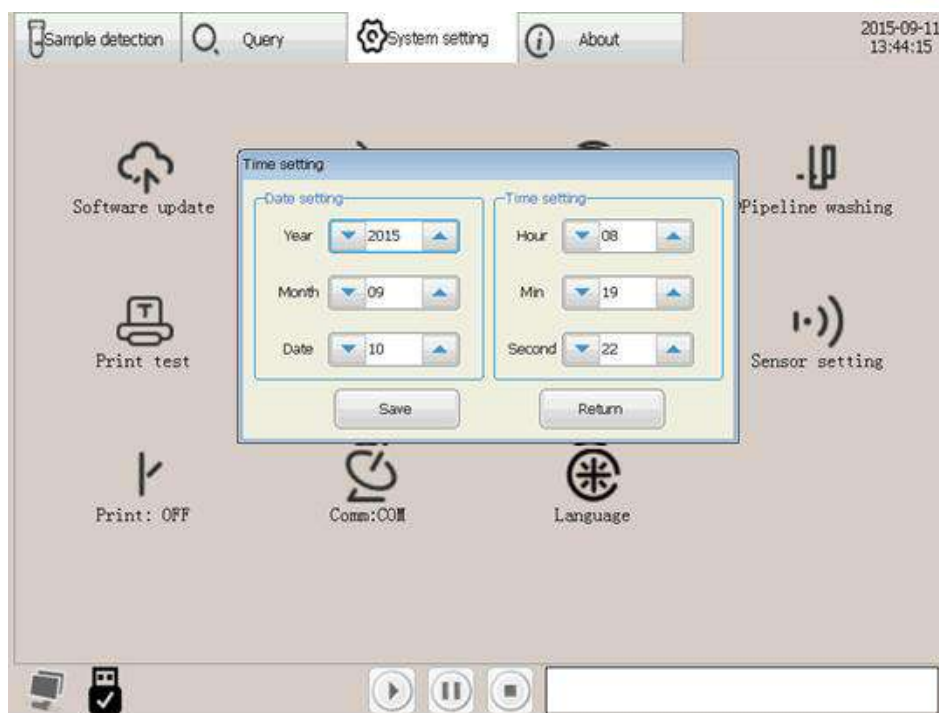 Sample detection
Query
System setting
About
2015-09-11
13:44:15
Software update
Time setting
Date setting
Time setting
Year 2015
Hour 08
Month 09
Min 19
Date 10
Second 22
Save
Return
Pipeline washing
Print test
Sensor setting
Print: OFF
Comm:COM
Language